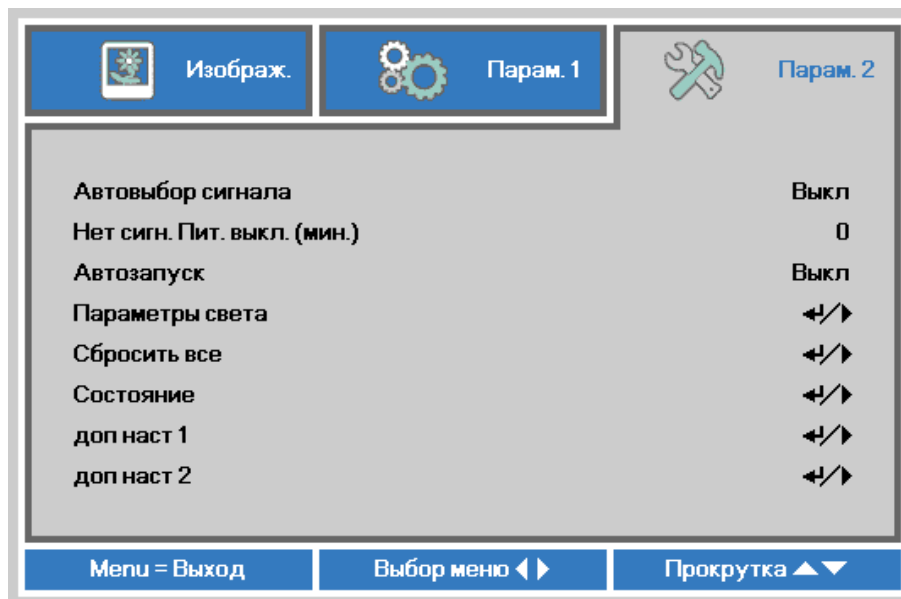 Изображ. Парам. 1 Парам. 2
Автовыбор сигнала Выкл
Нет сигн. Пит. выкл. (мин.) 0
Автозапуск Выкл
Параметры света
Сбросить все
Состояние
доп наст 1
доп наст 2
Menu = Выход Выбор меню Прокрутка